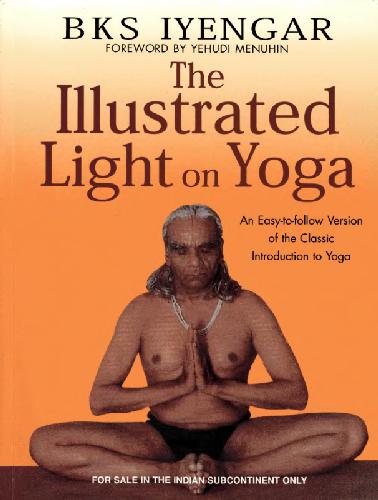 BKS IYENGAR
FOREWORD BY YEHUDI MENUHIN
The
Illustrated
Light on Yoga
An Easy-to-follow Version
of the Classic
Introduction to Yoga
FOR SALE IN THE INDIAN SUBCONTINENT ONLY